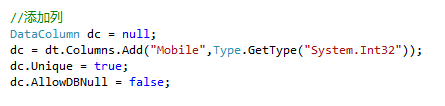 //添加列
DataColumn dc = null;
dc = dt.Columns.Add("Mobile",Type.GetType("System.Int32"));
dc.Unique = true;
dc.AllowDBNull = false;